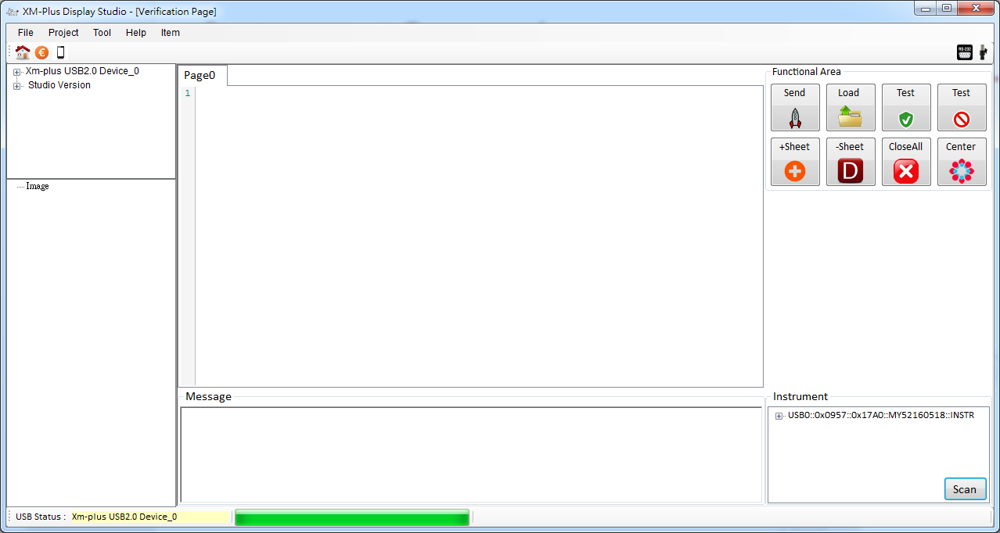 XM-Plus Display Studio - [Verification Page]
File Project Tool Help Item
RS-232
Xm-plus USB2.0 Device_0
Studio Version
Image
Page0
1
Functional Area
Send Load Test Test
+Sheet -Sheet CloseAll Center
D
Message
Instrument
USB0::0x0957::0x17A0::MY52160518::INSTR
Scan
USB Status : Xm-plus USB2.0 Device_0